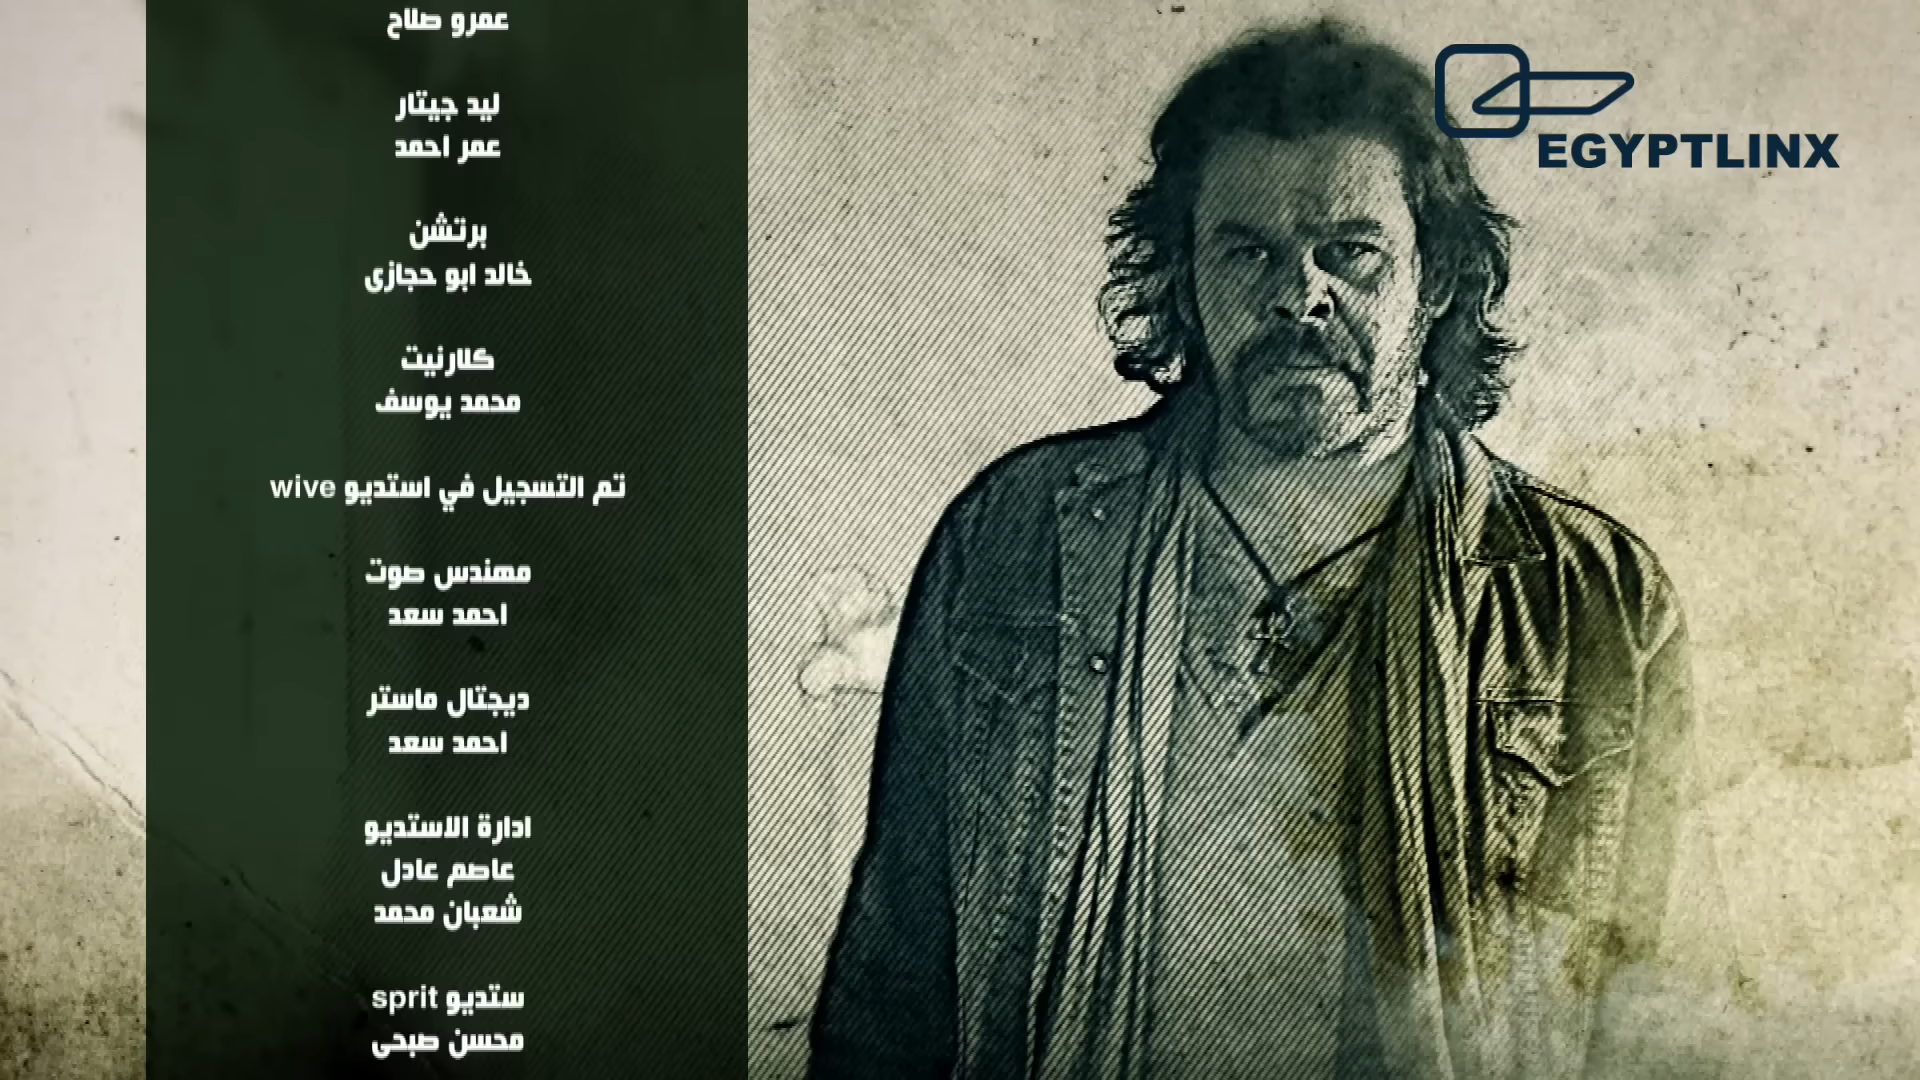 عمرو صلاح
ليد جيتار
عمر احمد
برتشن
خالد ابو حجازى
كلارنيت
محمد يوسف
تم التسجيل في استديو wive
مهندس صوت
احمد سعد
ديجتال ماستر
احمد سعد
ادارة الاستديو
عاصم عادل
شعبان محمد
ستديو sprit
محسن صبحى
EGYPTLINX